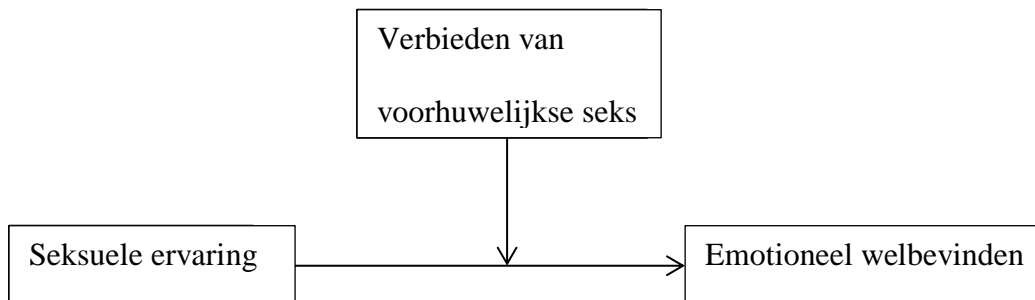 Verbieden van
voorhuwelijkse seks
Seksuele ervaring
Emotioneel welbevinden